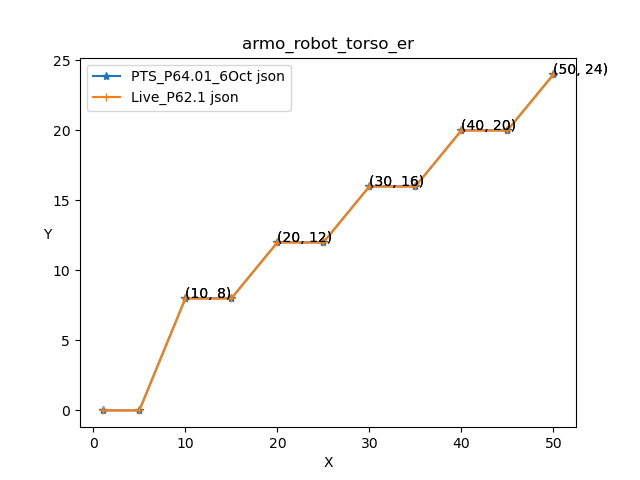 armo_robot_torso_er
PTS_P64.01_6Oct json
Live_P62.1 json
25
20
15
10
5
0
Y
(50, 24)
(40, 20)
(30, 16)
(20, 12)
(10, 8)
0 10 20 30 40 50
X